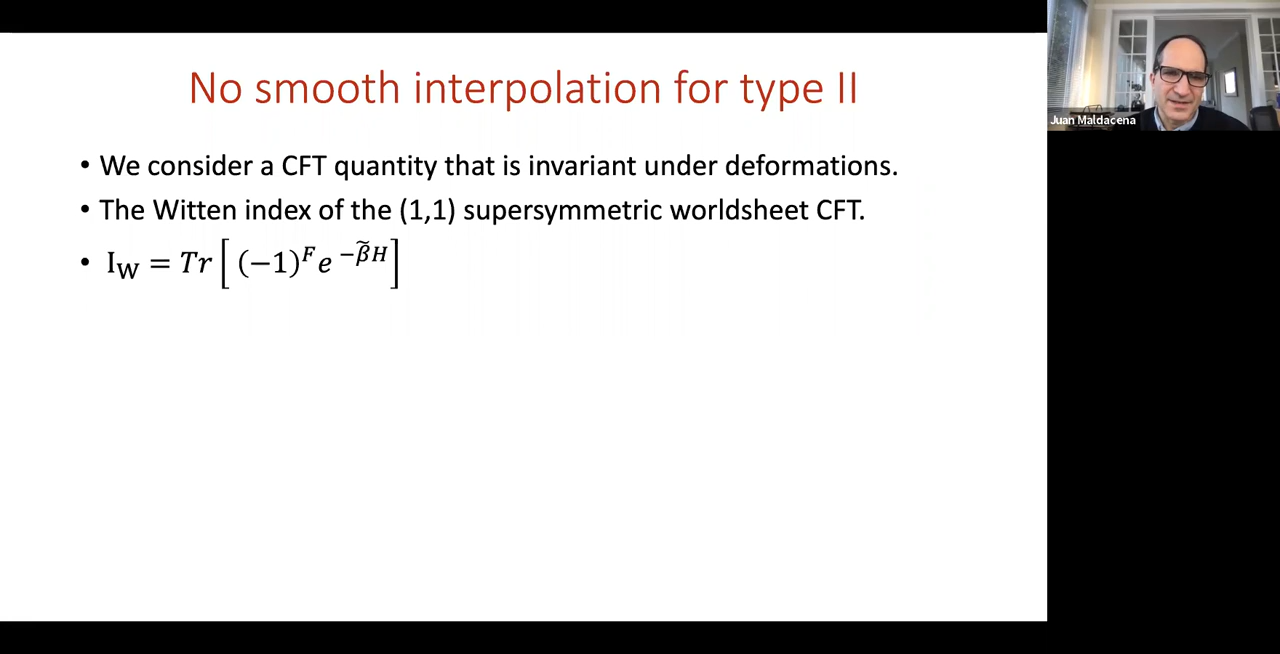 No smooth interpolation for type II
• We consider a CFT quantity that is invariant under deformations.
• The Witten index of the (1,1) supersymmetric worldsheet CFT.
• I_W = Tr[(−1)^F e^{−β̃H}]
Juan Maldacena